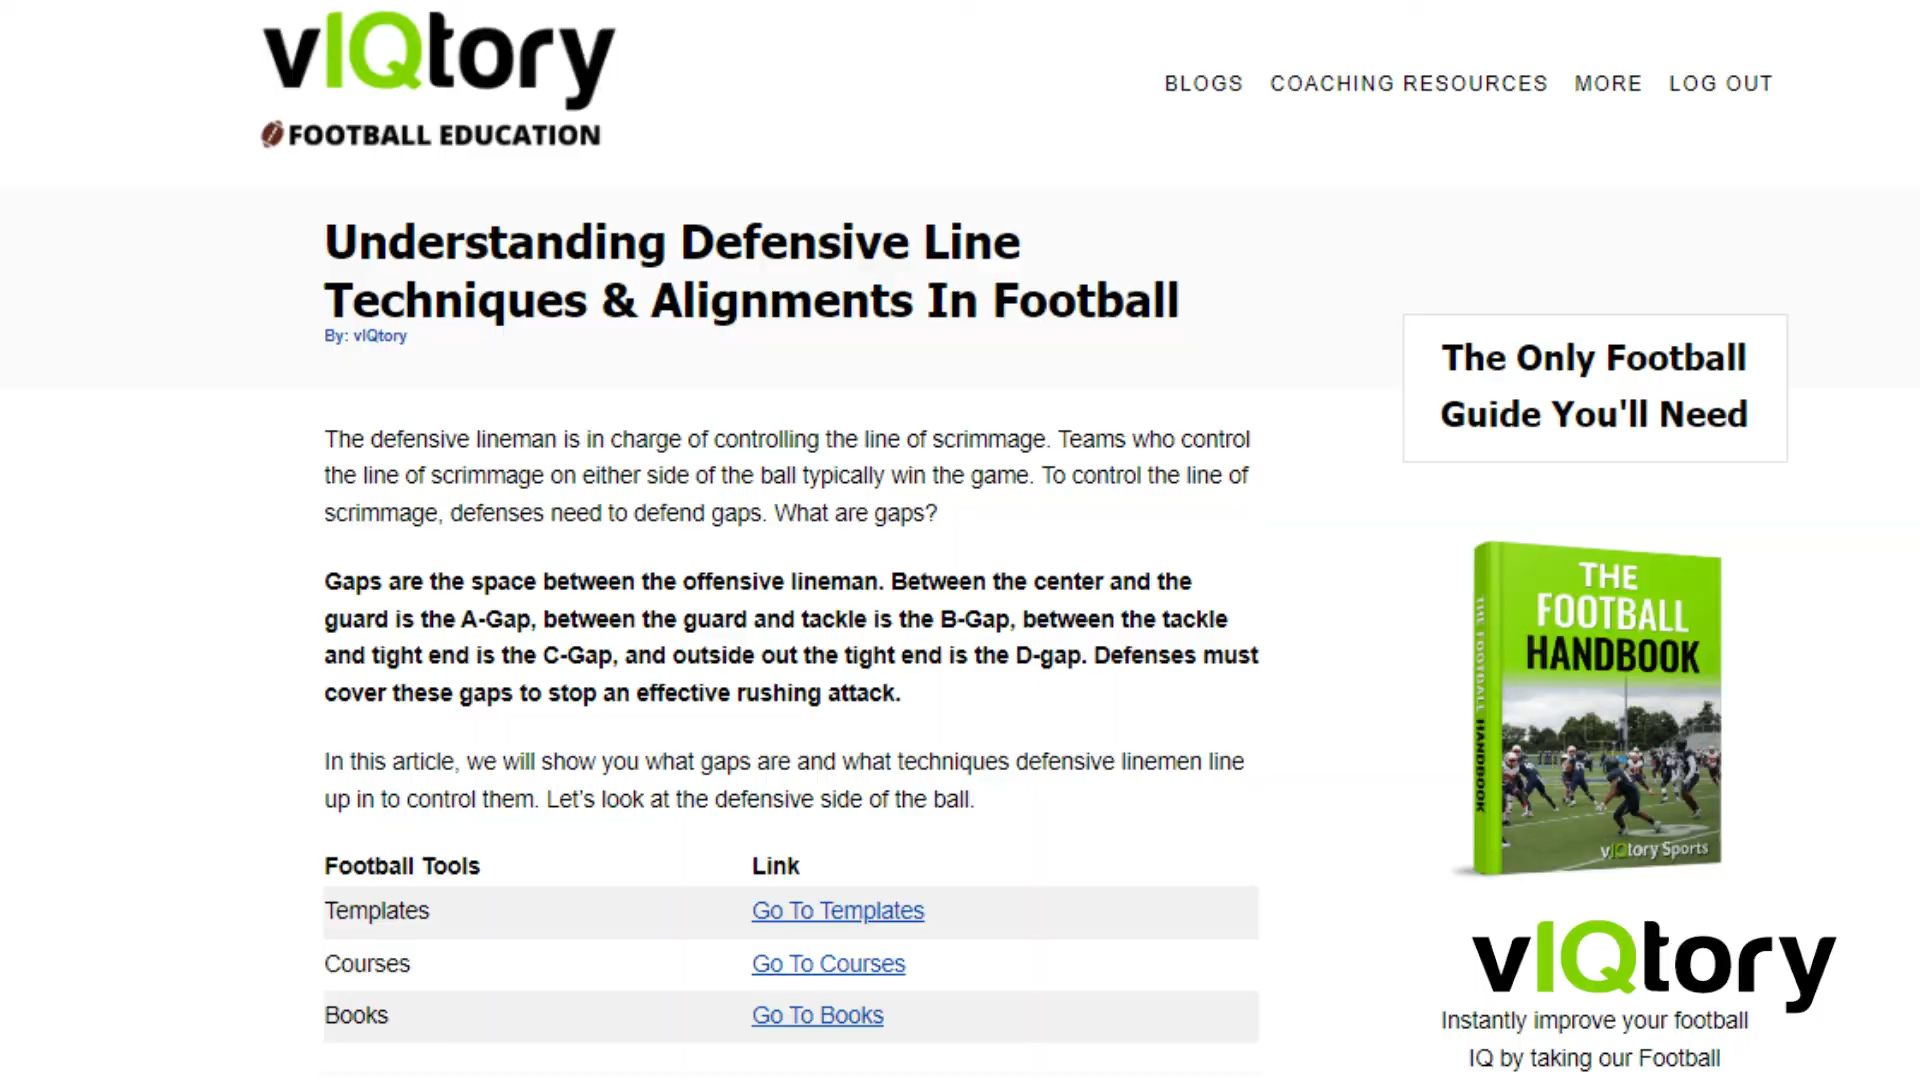 vIQtory
FOOTBALL EDUCATION
BLOGS COACHING RESOURCES MORE LOG OUT
Understanding Defensive Line
Techniques & Alignments In Football
By: vIQtory
The defensive lineman is in charge of controlling the line of scrimmage. Teams who control
the line of scrimmage on either side of the ball typically win the game. To control the line of
scrimmage, defenses need to defend gaps. What are gaps?
Gaps are the space between the offensive lineman. Between the center and the
guard is the A-Gap, between the guard and tackle is the B-Gap, between the tackle
and tight end is the C-Gap, and outside out the tight end is the D-gap. Defenses must
cover these gaps to stop an effective rushing attack.
In this article, we will show you what gaps are and what techniques defensive linemen line
up in to control them. Let’s look at the defensive side of the ball.
Football Tools Link
Templates Go To Templates
Courses Go To Courses
Books Go To Books
The Only Football
Guide You'll Need
THE
FOOTBALL
HANDBOOK
THE FOOTBALL HANDBOOK
vIQtory Sports
vIQtory
Instantly improve your football
IQ by taking our Football